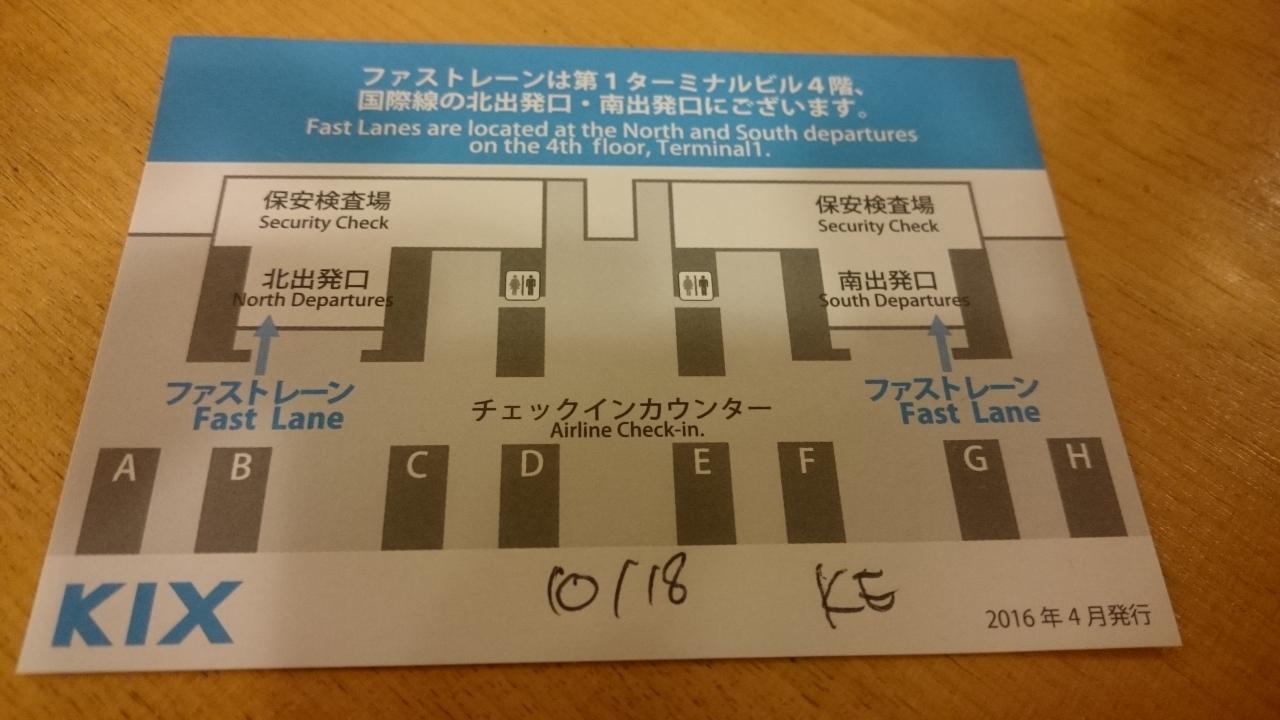 ファストレーンは第1ターミナルビル4階、
国際線の北出発口・南出発口にございます。
Fast Lanes are located at the North and South departures
on the 4th floor, Terminal1.
保安検査場
Security Check
保安検査場
Security Check
北出発口
North Departures
南出発口
South Departures
ファストレーン
Fast Lane
ファストレーン
Fast Lane
チェックインカウンター
Airline Check-in.
A B C D E F G H
KIX
10/18 KE
2016年4月発行